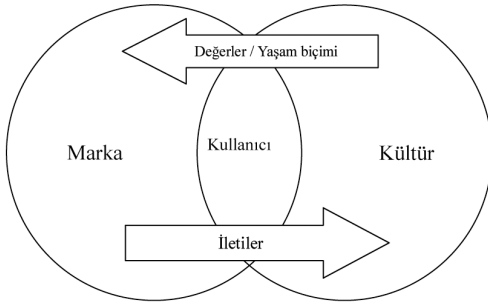 Değerler / Yaşam biçimi
Marka
Kullanıcı
Kültür
İletiler